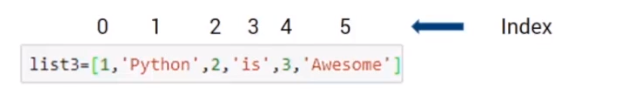 0 1 2 3 4 5 Index
list3=[1,'Python',2,'is',3,'Awesome']